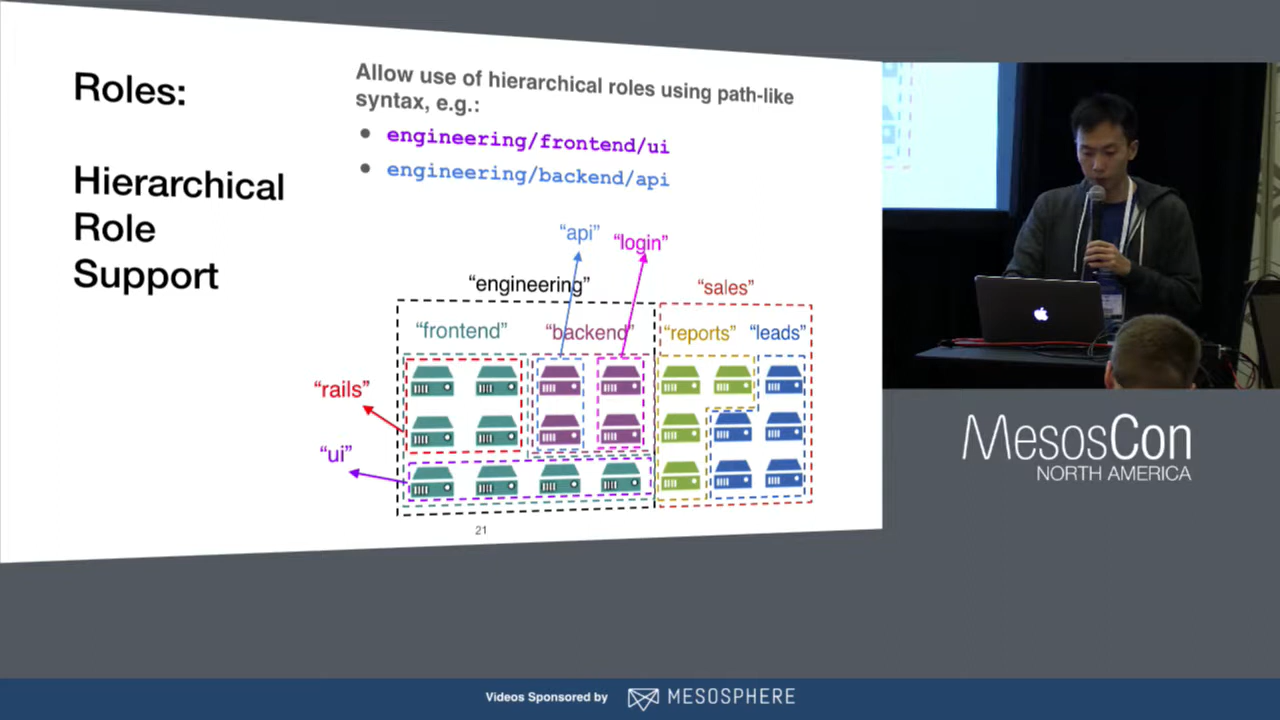 Roles:
Hierarchical
Role
Support
Allow use of hierarchical roles using path-like
syntax, e.g.:
● engineering/frontend/ui
● engineering/backend/api
“api”
“login”
“engineering”
“sales”
“frontend”
“backend”
“reports”
“leads”
“rails”
“ui”
21
MesosCon
NORTH AMERICA
Videos Sponsored by
MESOSPHERE